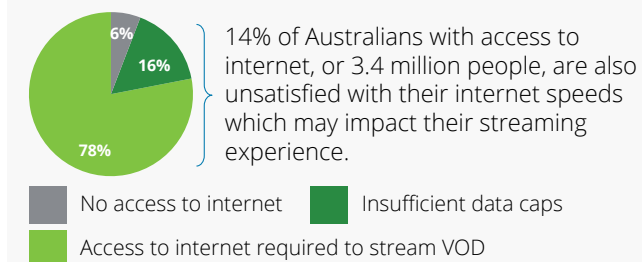 6%
16%
78%
14% of Australians with access to
internet, or 3.4 million people, are also
unsatisfied with their internet speeds
which may impact their streaming
experience.
No access to internet
Insufficient data caps
Access to internet required to stream VOD